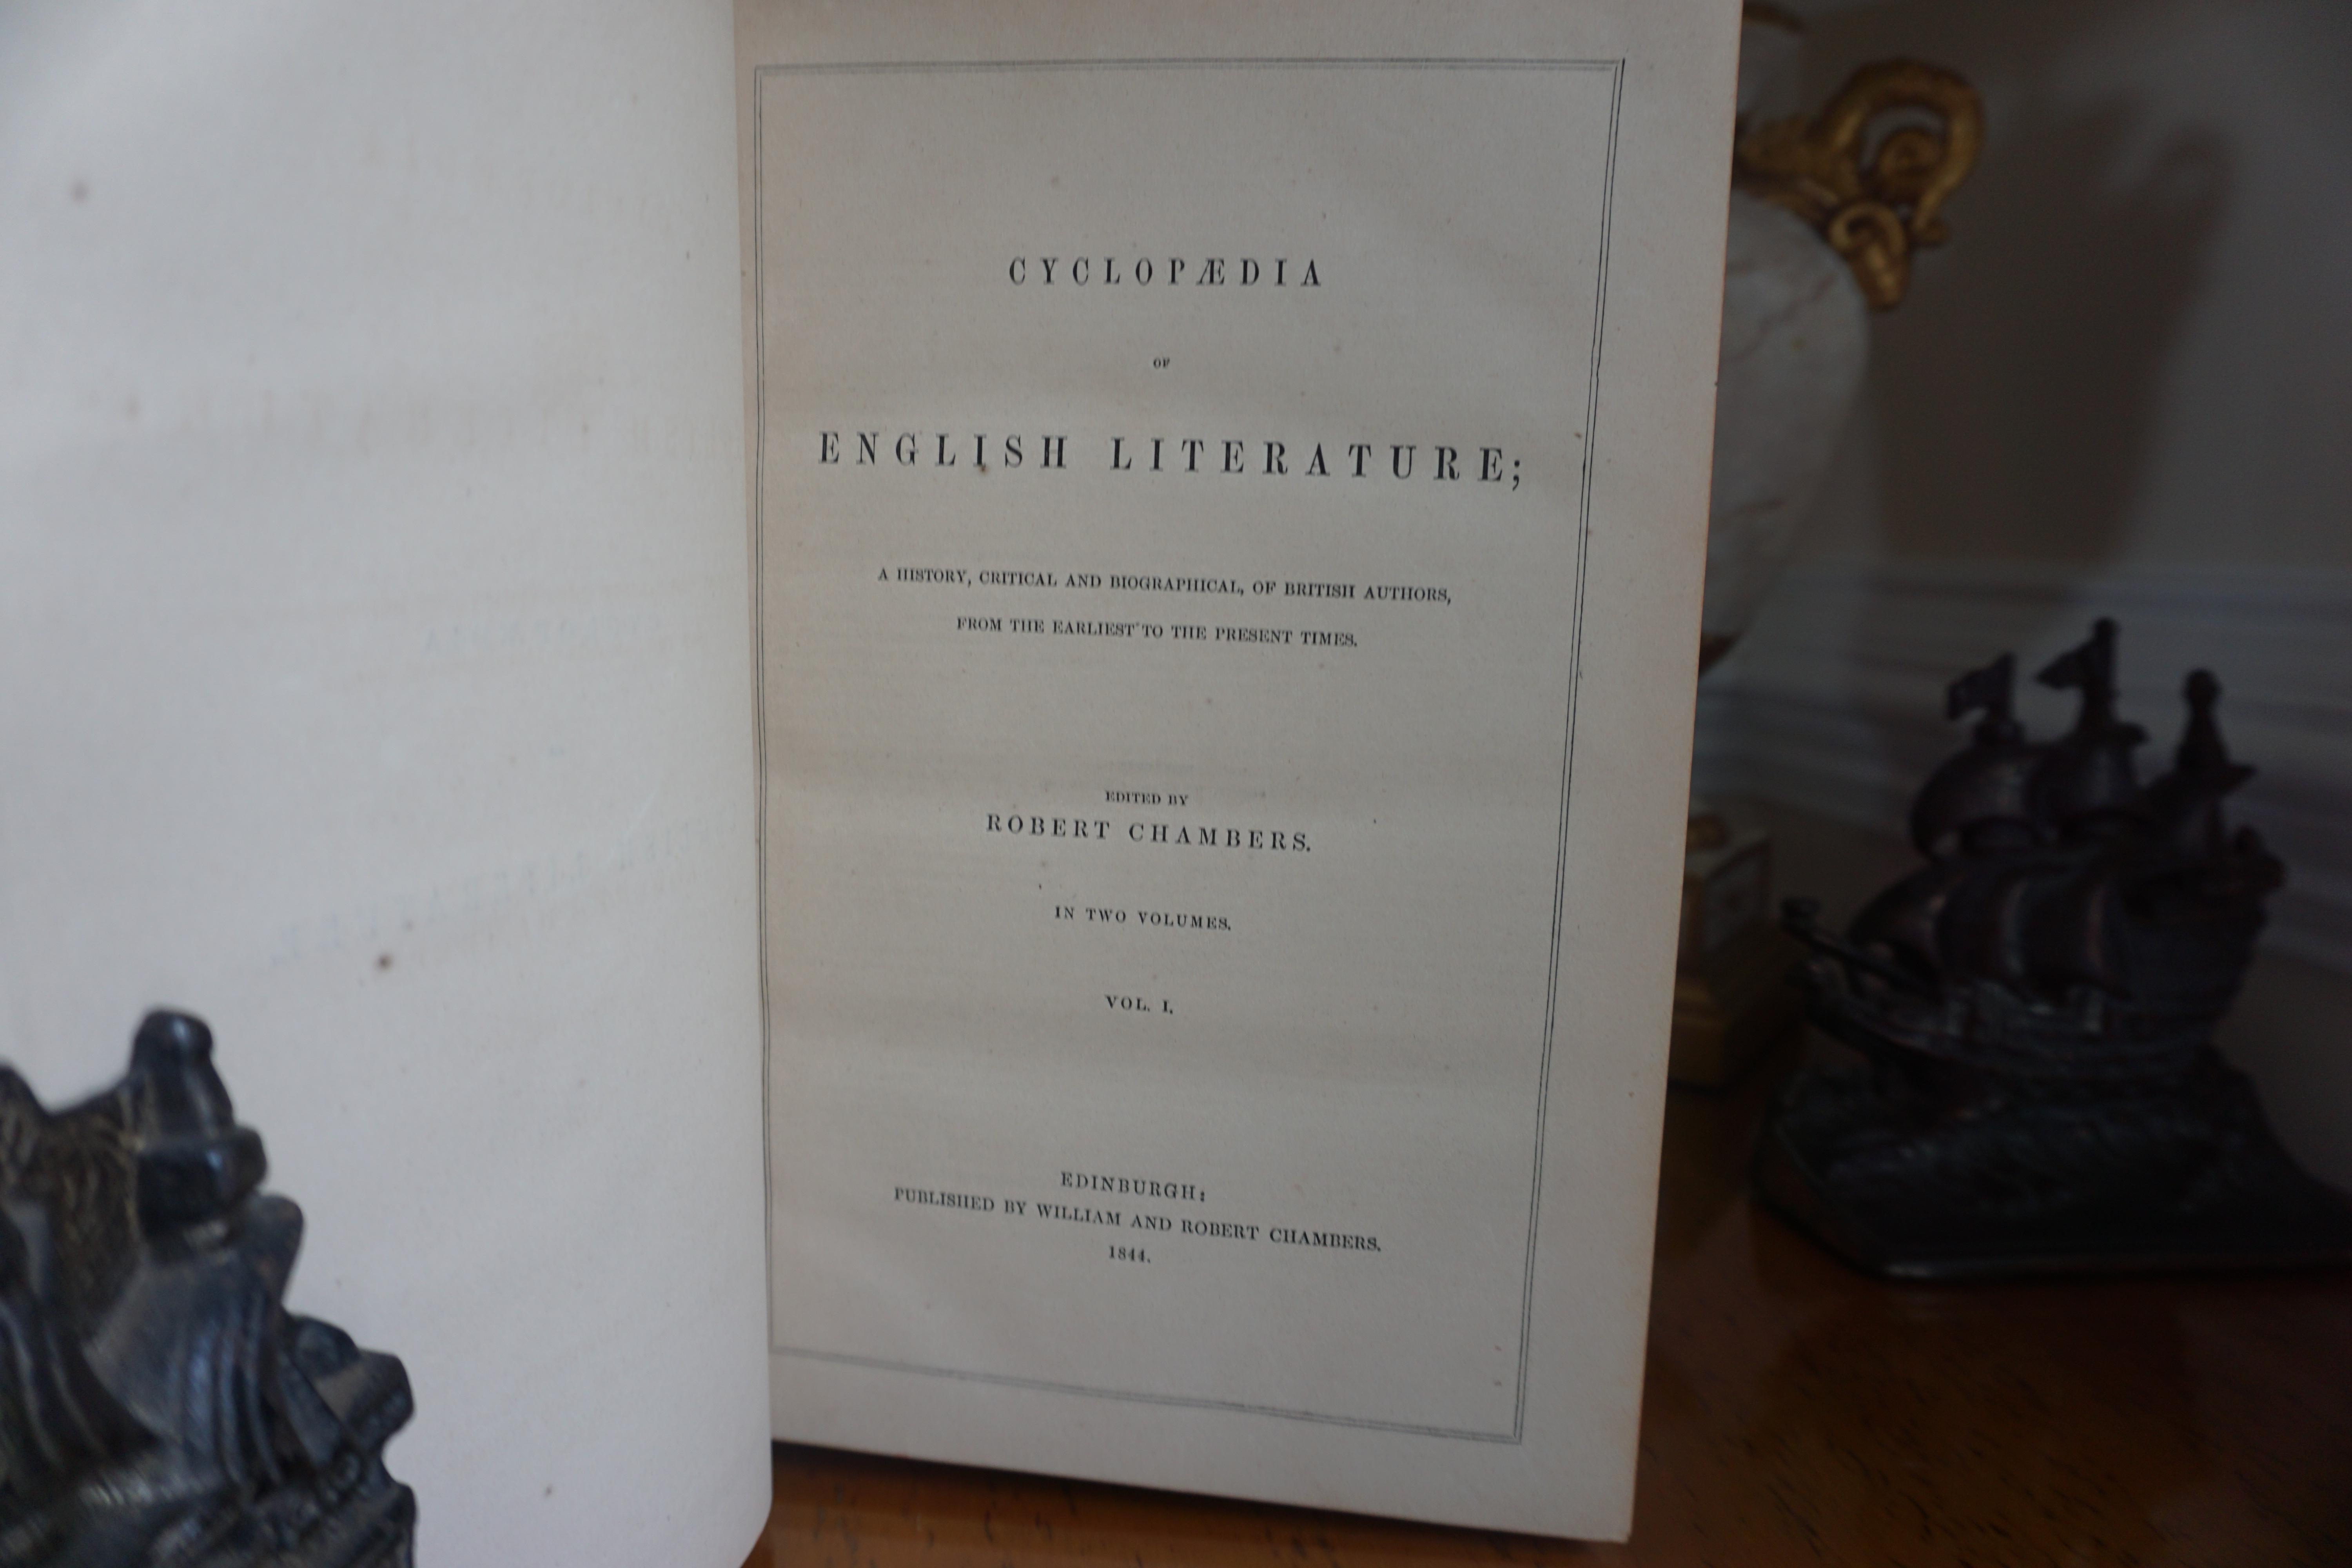 CYCLOPÆDIA
OF
ENGLISH LITERATURE;
A HISTORY, CRITICAL AND BIOGRAPHICAL, OF BRITISH AUTHORS,
FROM THE EARLIEST TO THE PRESENT TIMES.
EDITED BY
ROBERT CHAMBERS.
IN TWO VOLUMES.
VOL. I.
EDINBURGH:
PUBLISHED BY WILLIAM AND ROBERT CHAMBERS.
1844.